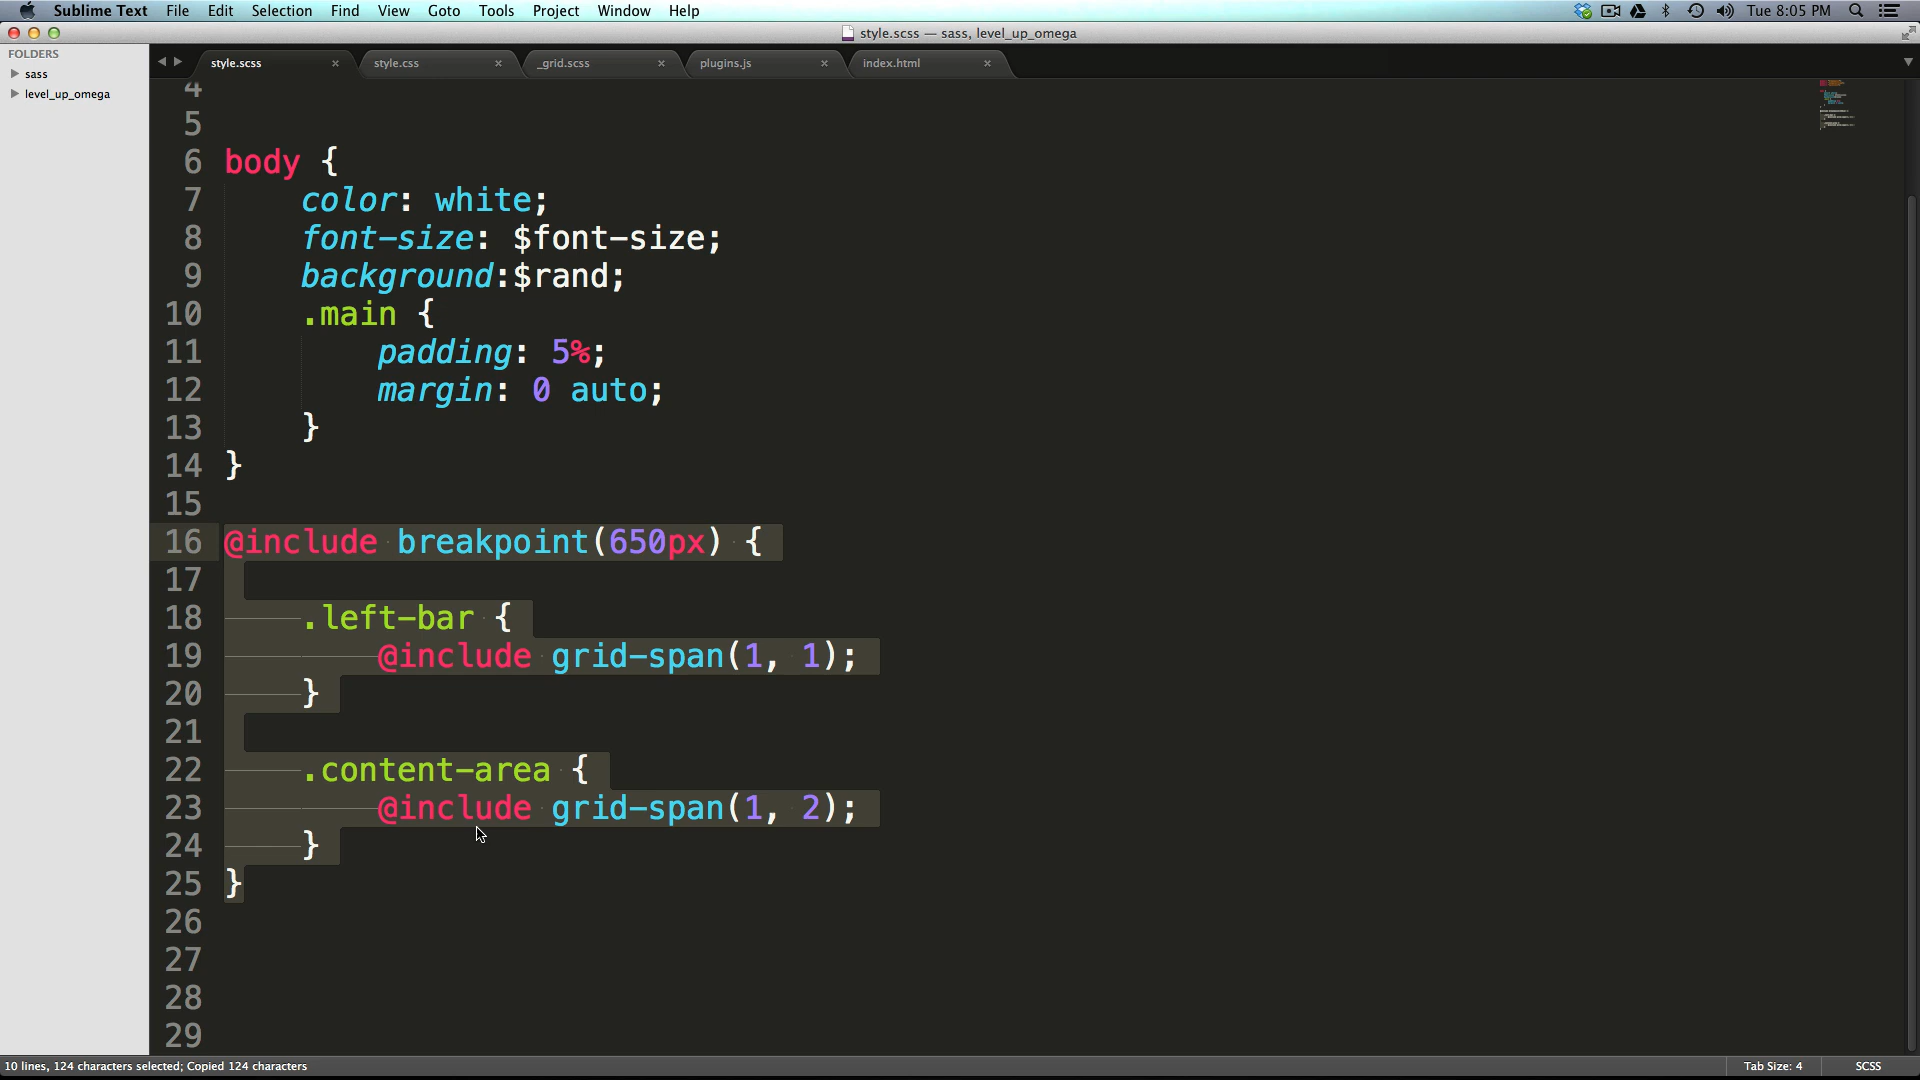 Sublime Text File Edit Selection Find View Goto Tools Project Window Help Tue 8:05 PM
style.scss — sass, level_up_omega
FOLDERS
sass
level_up_omega
style.scss × style.css × _grid.scss × plugins.js × index.html ×
4
5
6 body {
7 color: white;
8 font-size: $font-size;
9 background:$rand;
10 .main {
11 padding: 5%;
12 margin: 0 auto;
13 }
14 }
15
16 @include breakpoint(650px) {
17
18 .left-bar {
19 @include grid-span(1, 1);
20 }
21
22 .content-area {
23 @include grid-span(1, 2);
24 }
25 }
26
27
28
29
10 lines, 124 characters selected; Copied 124 characters Tab Size: 4 SCSS